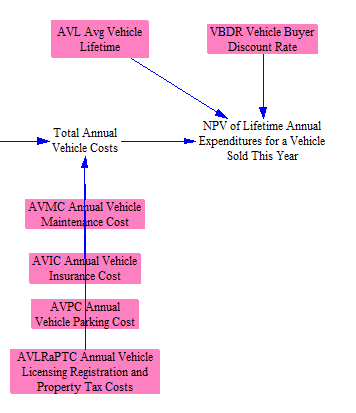 AVL Avg Vehicle
Lifetime
VBDR Vehicle Buyer
Discount Rate
Total Annual
Vehicle Costs
NPV of Lifetime Annual
Expenditures for a Vehicle
Sold This Year
AVMC Annual Vehicle
Maintenance Cost
AVIC Annual Vehicle
Insurance Cost
AVPC Annual
Vehicle Parking Cost
AVLRaPTC Annual Vehicle
Licensing Registration and
Property Tax Costs